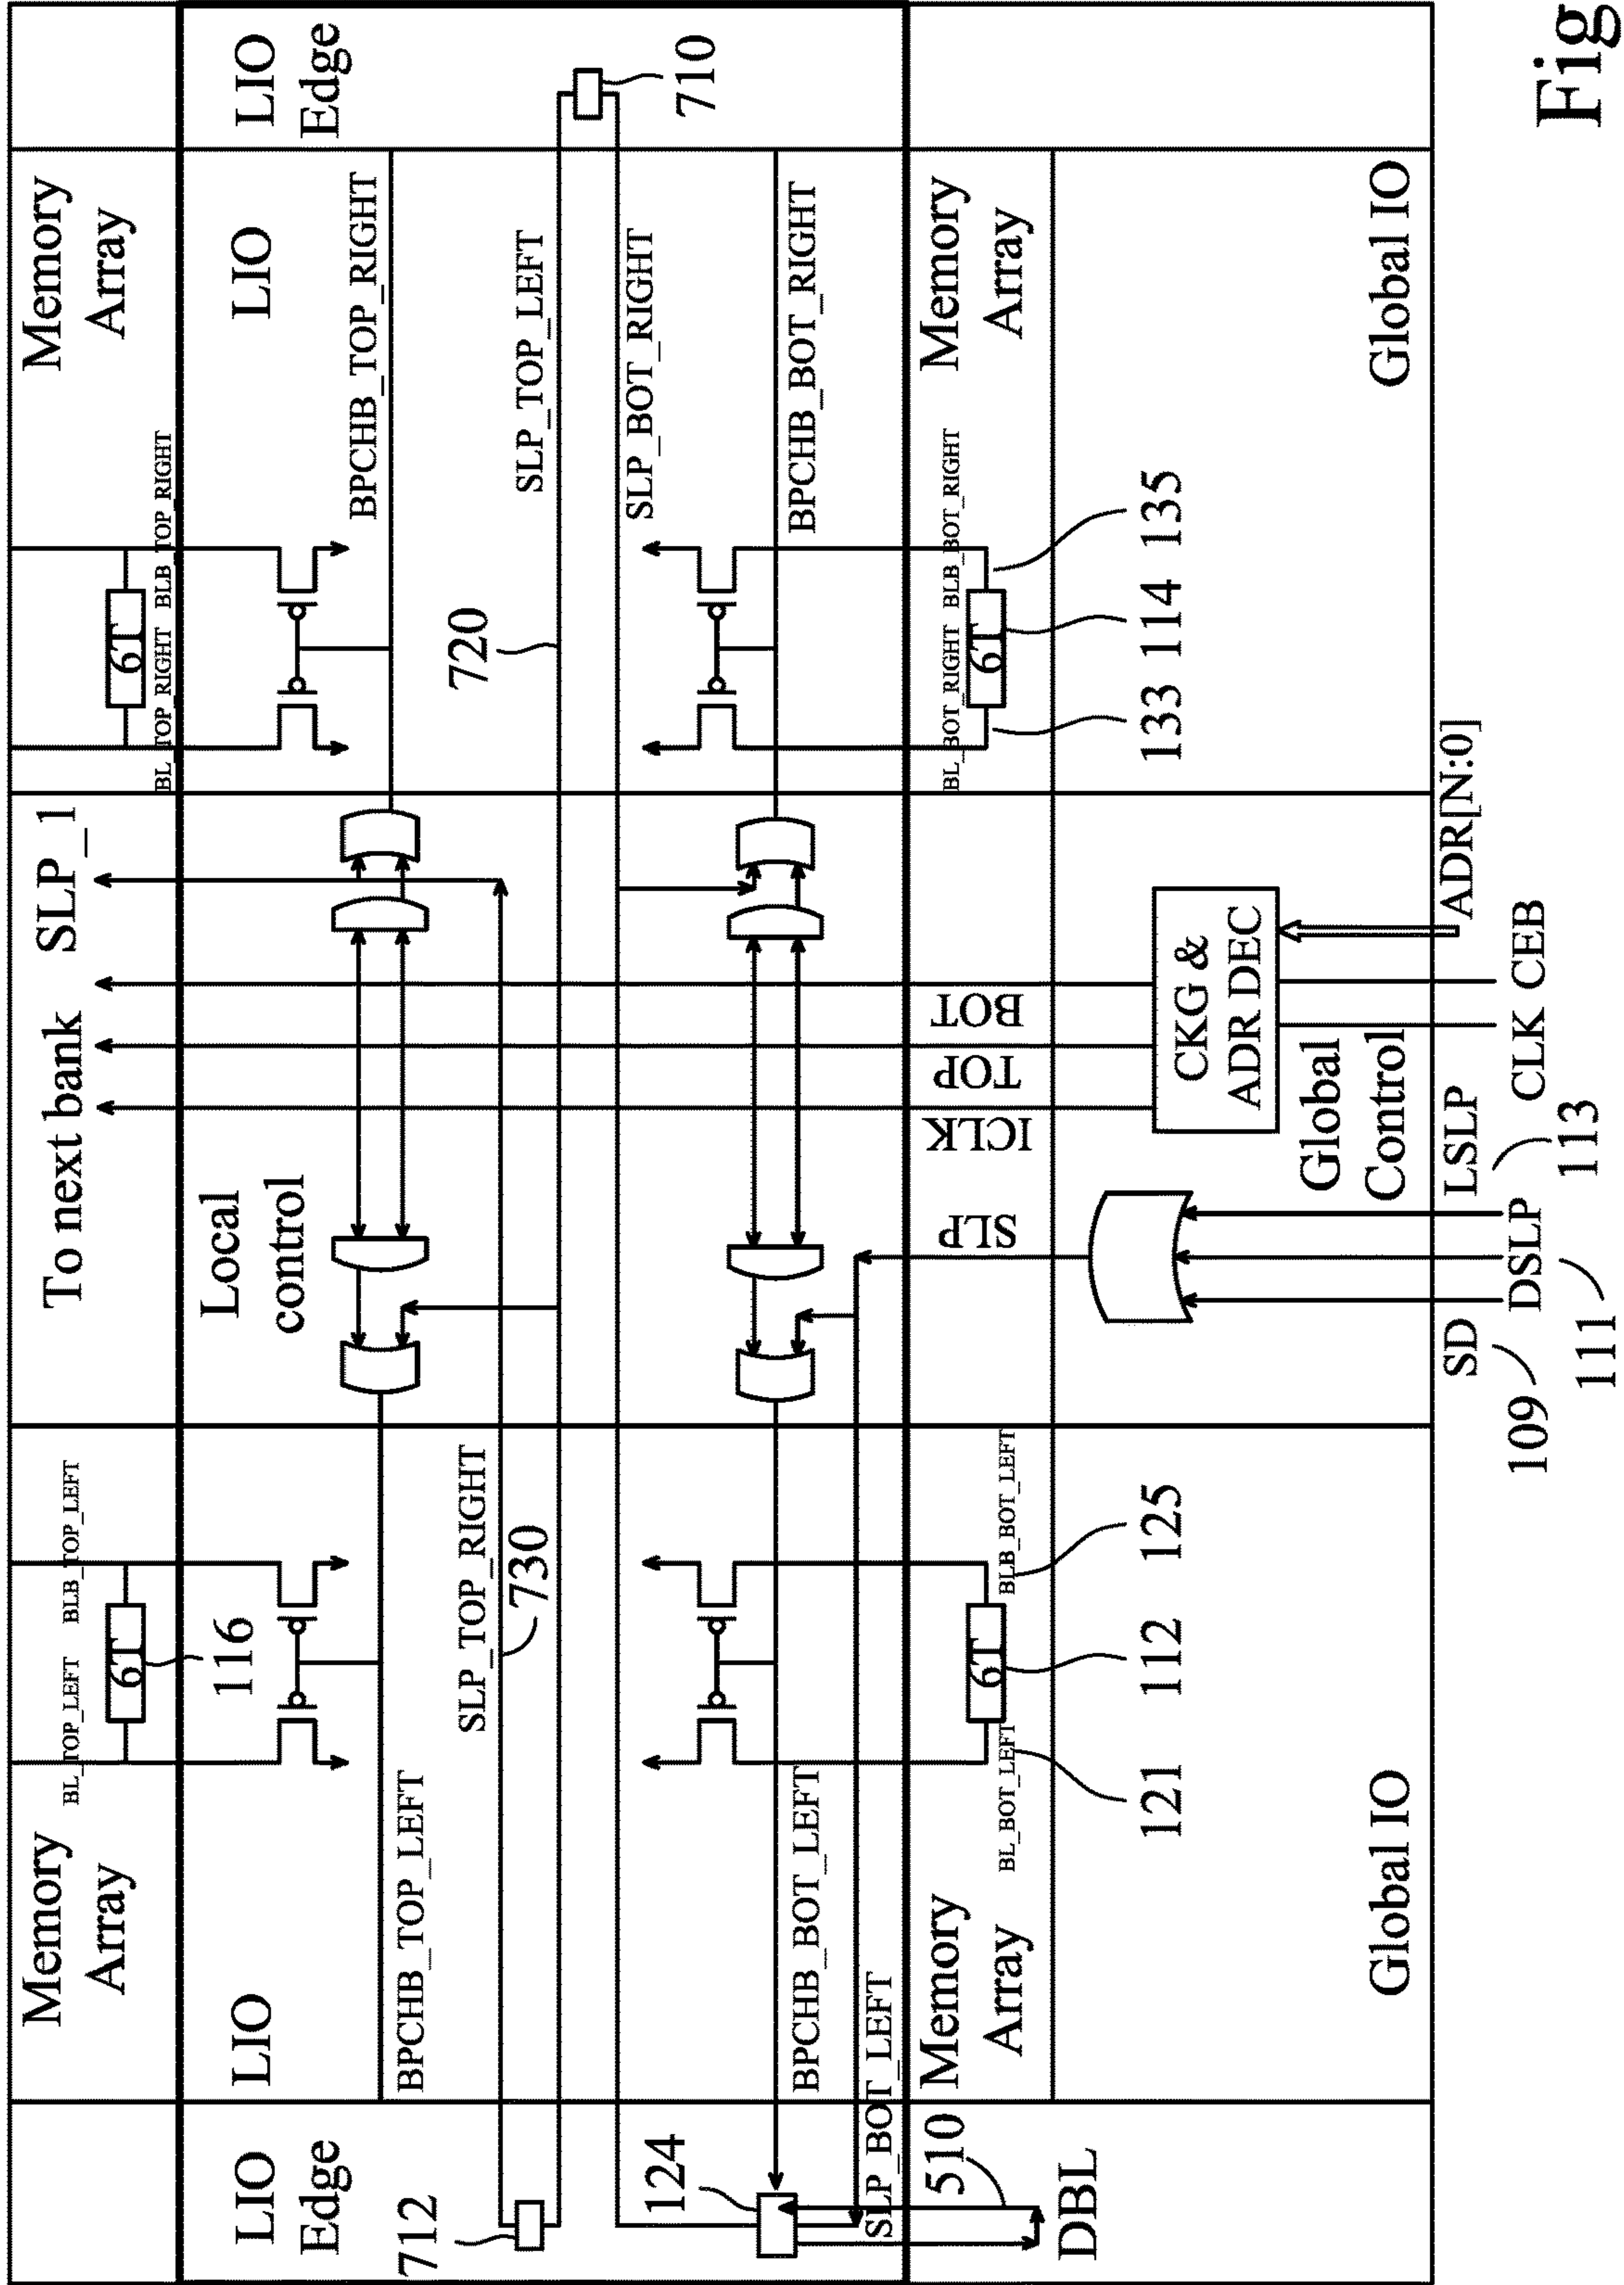 Memory
Array
BL_TOP_LEFT
BLB_TOP_LEFT
6T
116
To next bank
SLP_1
BL_TOP_RIGHT
BLB_TOP_RIGHT
6T
Memory
Array
LIO
Edge
LIO
BPCHB_TOP_LEFT
Local
control
BPCHB_TOP_RIGHT
LIO
LIO
Edge
712
SLP_TOP_RIGHT
730
720
SLP_TOP_LEFT
710
SLP_BOT_RIGHT
124
BPCHB_BOT_LEFT
SLP_BOT_LEFT
BPCHB_BOT_RIGHT
510
DBL
Memory
Array
BL_BOT_LEFT
BLB_BOT_LEFT
6T
121
112
125
SLP
ICLK
TOP
BOT
BL_BOT_RIGHT
BLB_BOT_RIGHT
6T
133
114
135
Memory
Array
CKG &
ADR DEC
Global
Control
Global IO
Global IO
SD
DSLP
LSLP
CLK
CEB
ADR[N:0]
109
111
113
Fig